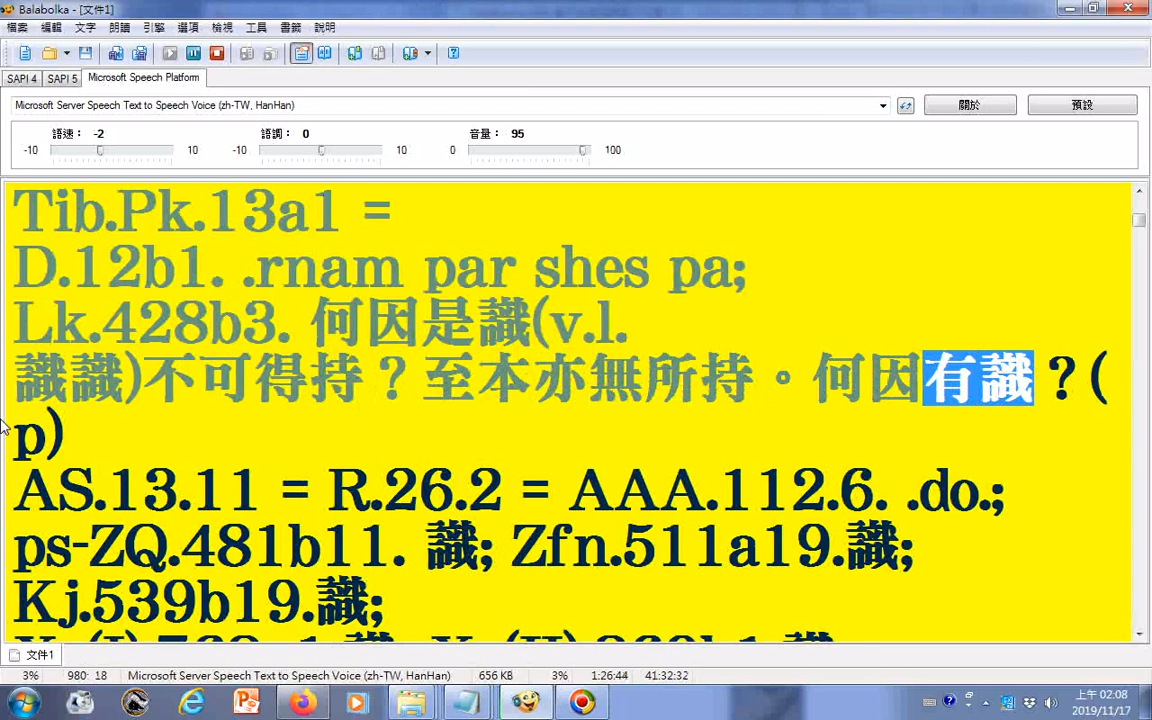 Balabolka - [文件1]
檔案 編輯 文字 朗讀 引擎 選項 檢視 工具 書籤 說明
SAPI 4 SAPI 5 Microsoft Speech Platform
Microsoft Server Speech Text to Speech Voice (zh-TW, HanHan) 關於 預設
語速： -2 語調： 0 音量： 95
-10 10 -10 10 0 100
Tib.Pk.13a1 =
D.12b1. .rnam par shes pa;
Lk.428b3. 何因是識(v.l.
識識)不可得持？至本亦無所持。何因有識？(
p)
AS.13.11 = R.26.2 = AAA.112.6. .do.;
ps-ZQ.481b11. 識; Zfn.511a19.識;
Kj.539b19.識;
文件1
3% 980: 18 Microsoft Server Speech Text to Speech Voice (zh-TW, HanHan) 656 KB 3% 1:26:44 41:32:32
上午 02:08
2019/11/17